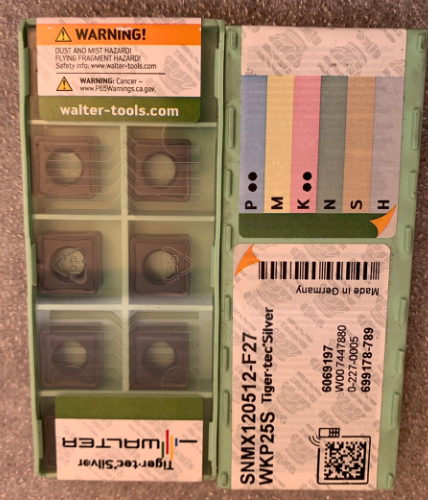 WARNING!
DUST AND MIST HAZARD!
FLYING FRAGMENT HAZARD!
Safety info: www.walter-tools.com
WARNING: Cancer –
www.P65Warnings.ca.gov.
walter-tools.com
Tiger·tec®Silver
WALTER
P
M
K
N
S
H
Made in Germany
SNMX120512-F27
WKP25S Tiger·tec®Silver
6069197
W007447880
0-227-0005
699178-789